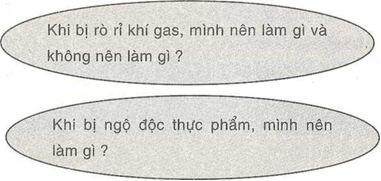 Khi bị rò rỉ khí gas, mình nên làm gì và
không nên làm gì ?
Khi bị ngộ độc thực phẩm, mình nên
làm gì ?